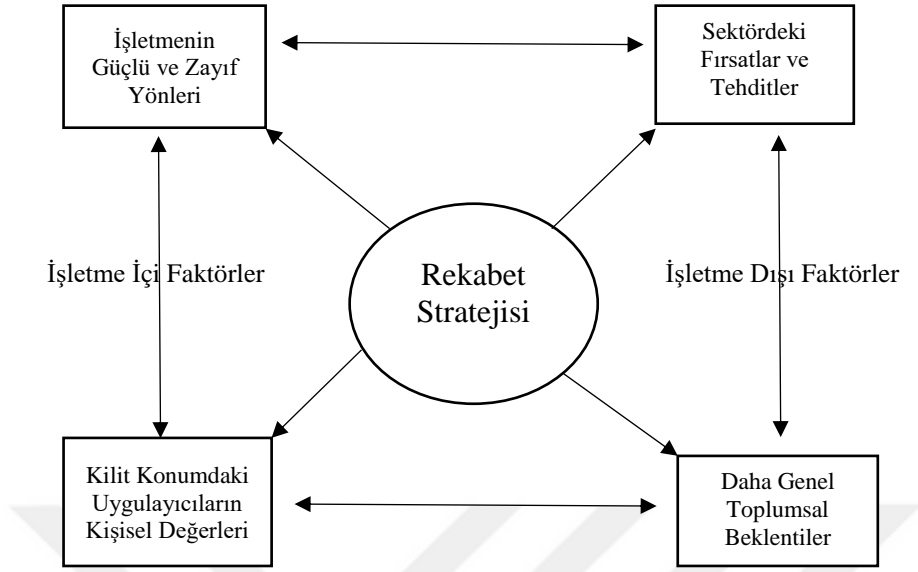 İşletmenin
Güçlü ve Zayıf
Yönleri
Sektördeki
Fırsatlar ve
Tehditler
İşletme İçi Faktörler
Rekabet
Stratejisi
İşletme Dışı Faktörler
Kilit Konumdaki
Uygulayıcıların
Kişisel Değerleri
Daha Genel
Toplumsal
Beklentiler